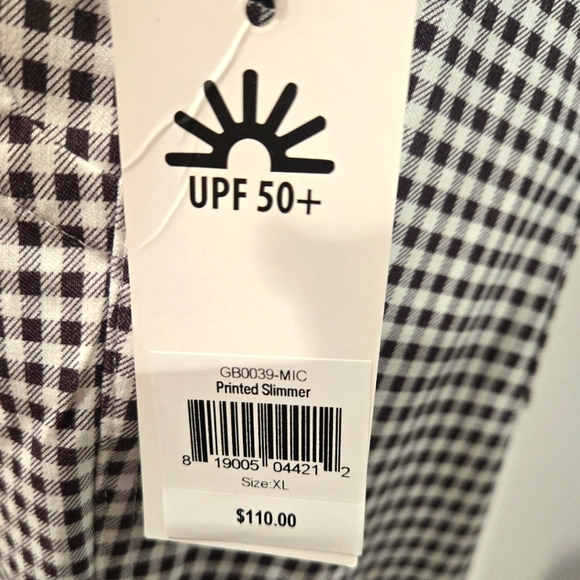 UPF 50+
GB0039-MIC
Printed Slimmer
8 19005 04421 2
Size:XL
$110.00